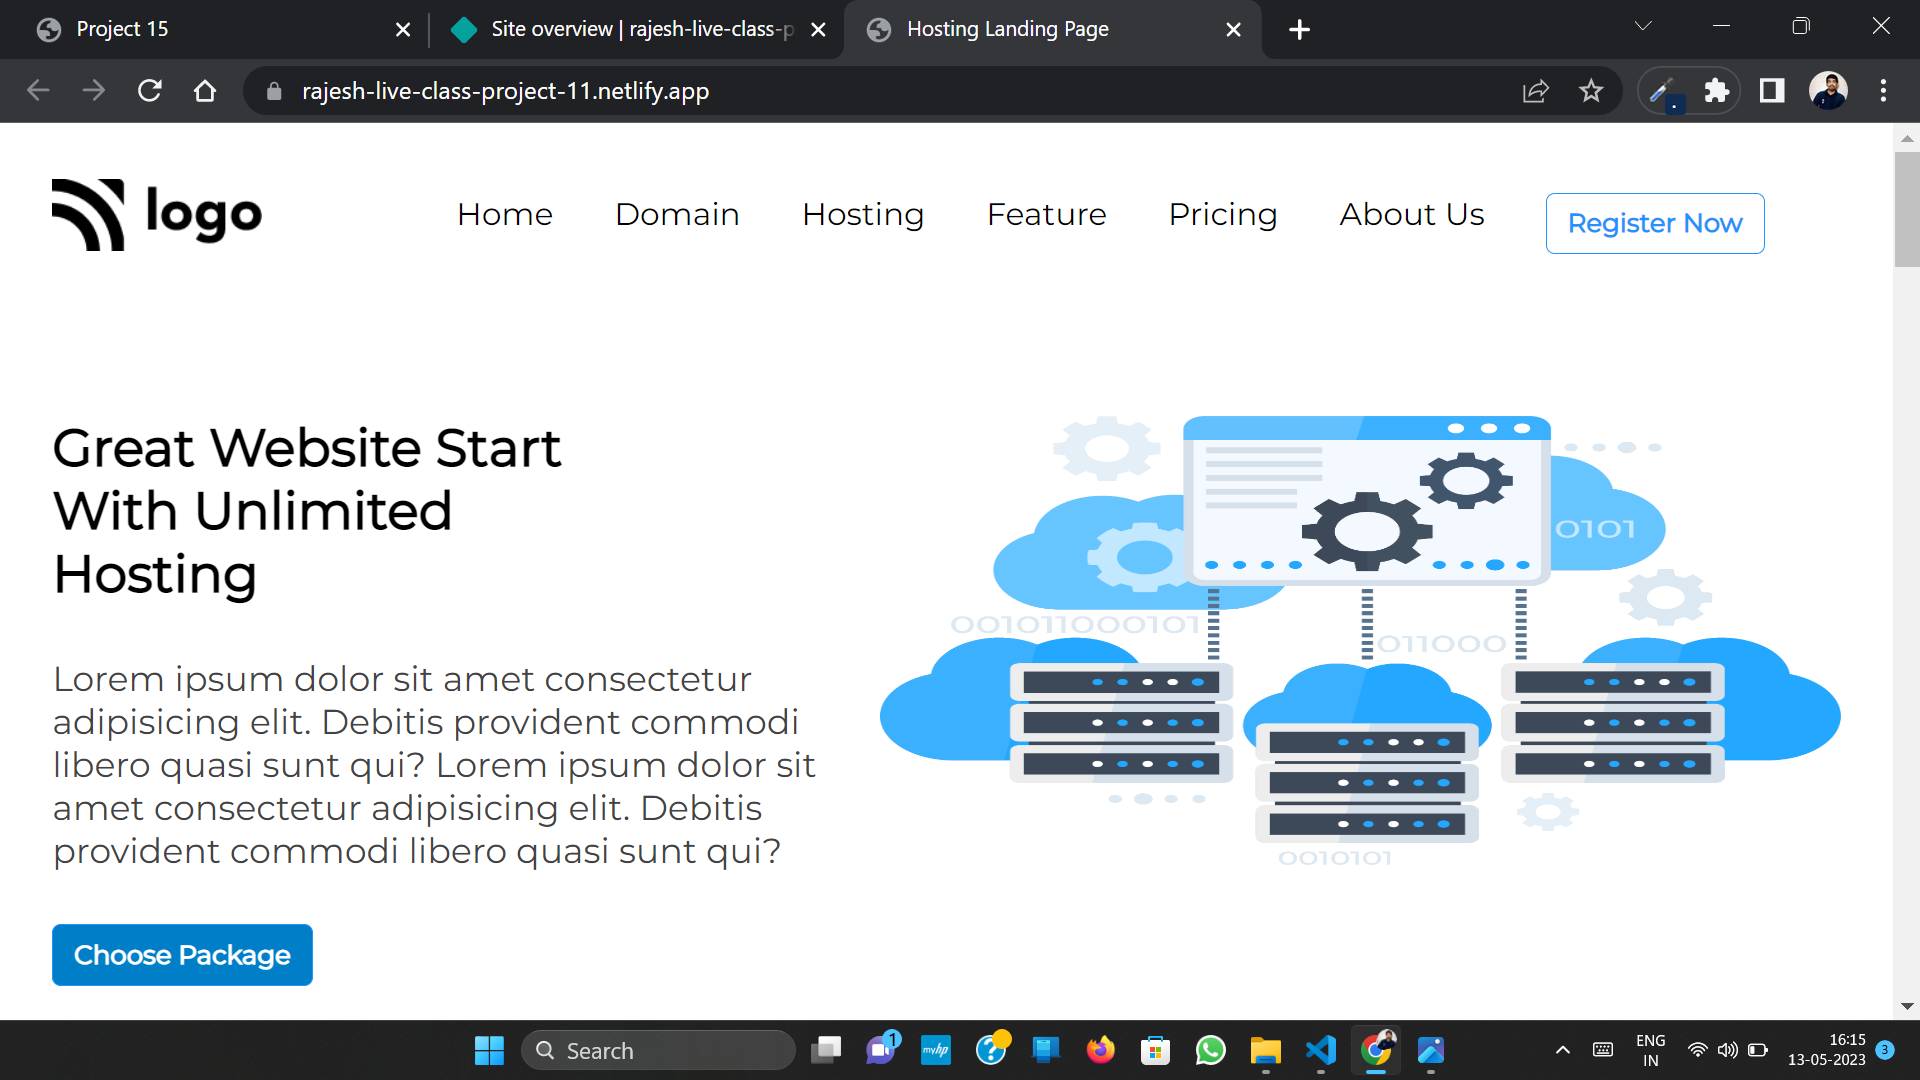 Project 15
Site overview | rajesh-live-class-p
Hosting Landing Page
rajesh-live-class-project-11.netlify.app
logo
Home
Domain
Hosting
Feature
Pricing
About Us
Register Now
Great Website Start
With Unlimited
Hosting
Lorem ipsum dolor sit amet consectetur
adipisicing elit. Debitis provident commodi
libero quasi sunt qui? Lorem ipsum dolor sit
amet consectetur adipisicing elit. Debitis
provident commodi libero quasi sunt qui?
Choose Package
0101
001011000101
011000
0010101
Search
1
myhp
ENG
IN
16:15
13-05-2023
3